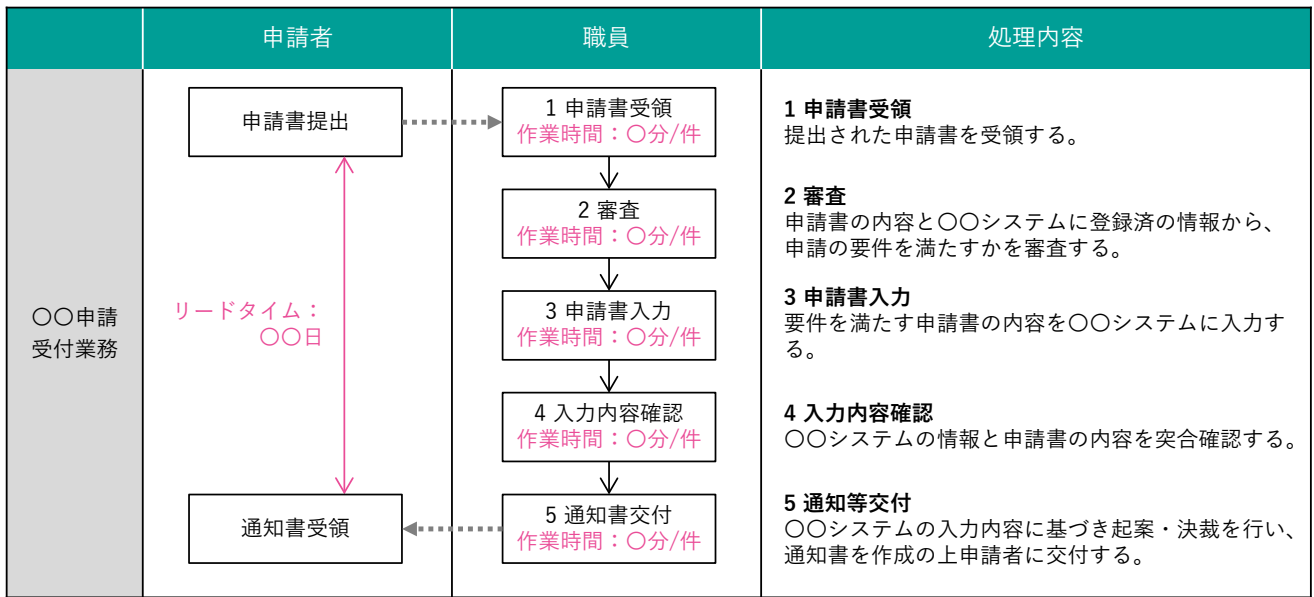 申請者
職員
処理内容
〇〇申請
受付業務
申請書提出
リードタイム：
〇〇日
通知書受領
1 申請書受領
作業時間：〇分/件
2 審査
作業時間：〇分/件
3 申請書入力
作業時間：〇分/件
4 入力内容確認
作業時間：〇分/件
5 通知書交付
作業時間：〇分/件
1 申請書受領
提出された申請書を受領する。
2 審査
申請書の内容と〇〇システムに登録済の情報から、
申請の要件を満たすかを審査する。
3 申請書入力
要件を満たす申請書の内容を〇〇システムに入力す
る。
4 入力内容確認
〇〇システムの情報と申請書の内容を突合確認する。
5 通知等交付
〇〇システムの入力内容に基づき起案・決裁を行い、
通知書を作成の上申請者に交付する。